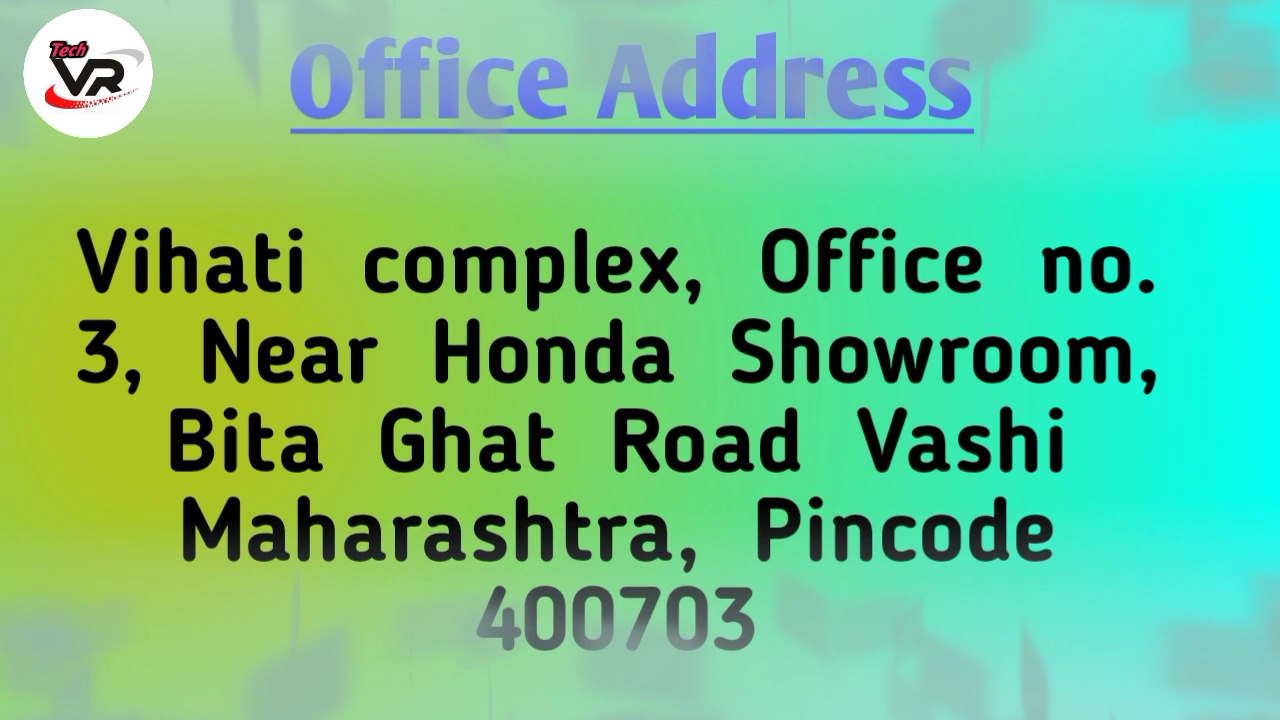 Tech
VR
Office Address
Vihati complex, Office no.
3, Near Honda Showroom,
Bita Ghat Road Vashi
Maharashtra, Pincode
400703